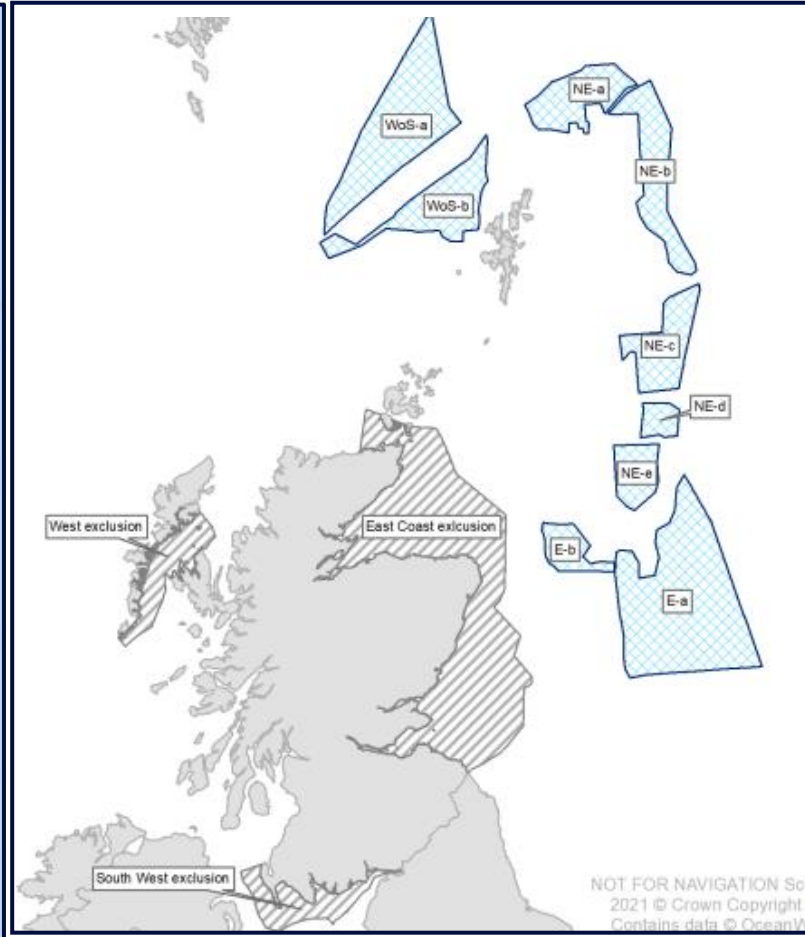 WoS-a
NE-a
NE-b
WoS-b
NE-c
NE-d
NE-e
West exclusion
East Coast exlcusion
E-b
E-a
South West exclusion
NOT FOR NAVIGATION Sc
2021 © Crown Copyright
Contains data © OceanW